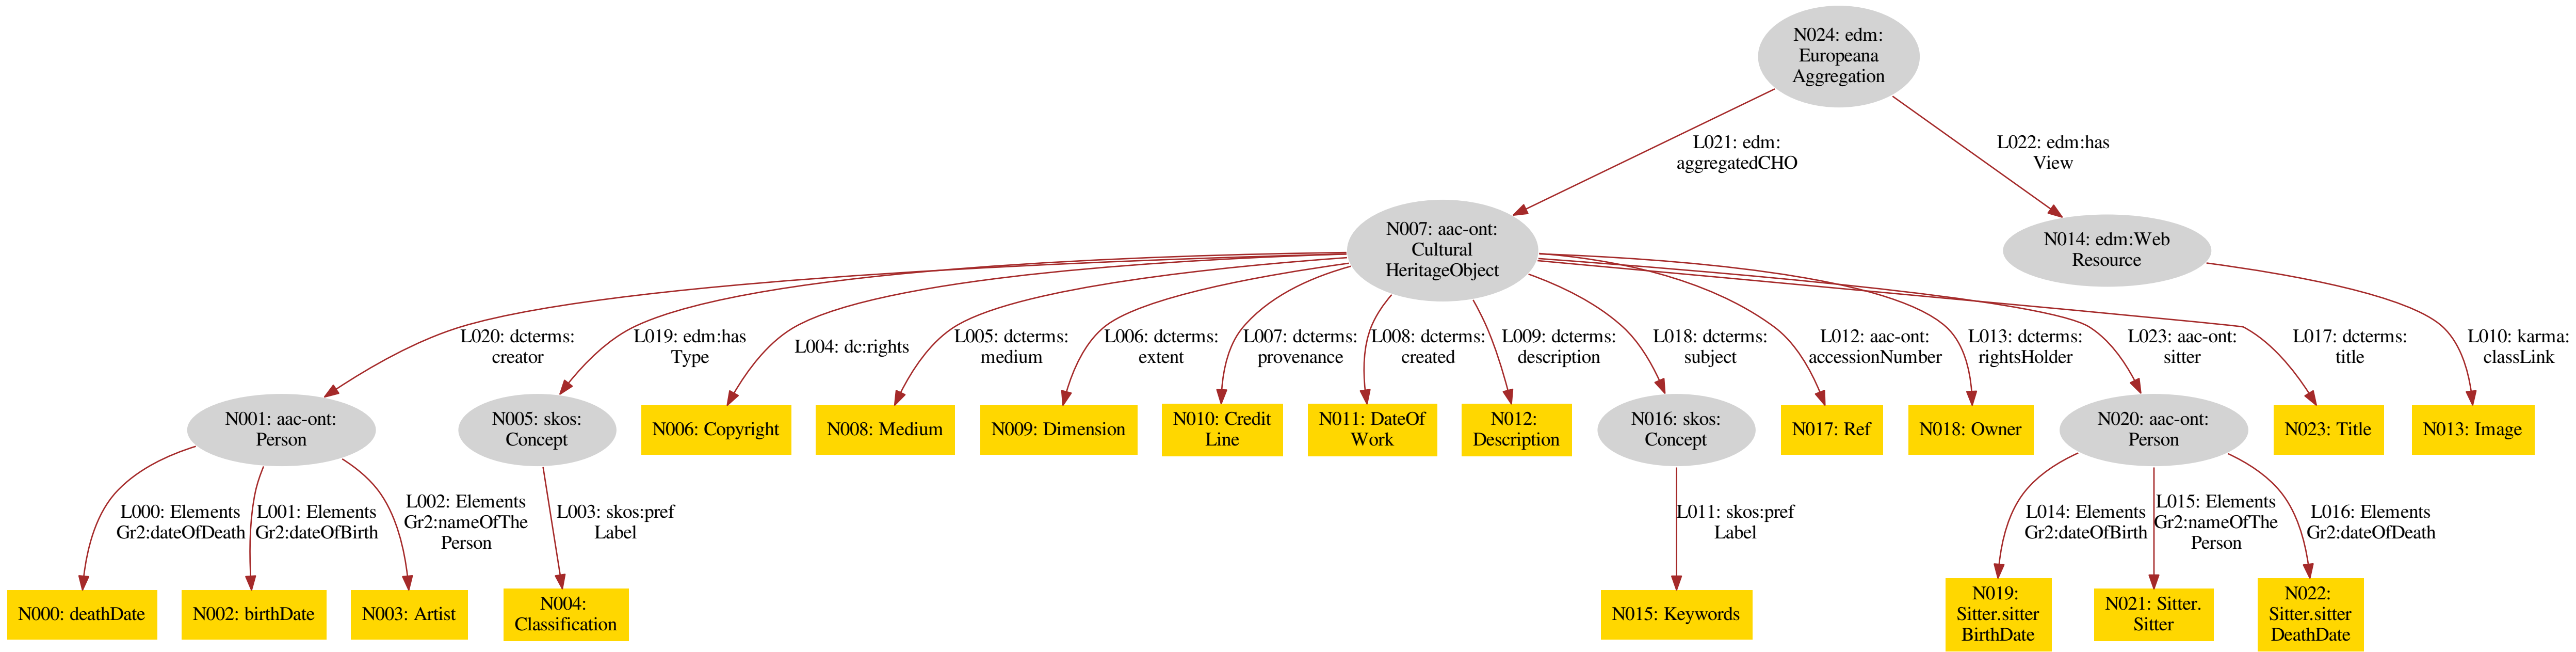 N024: edm:
Europeana
Aggregation
L021: edm:
aggregatedCHO
L022: edm:has
View
N007: aac-ont:
Cultural
HeritageObject
N014: edm:Web
Resource
L020: dcterms:
creator
L019: edm:has
Type
L004: dc:rights
L005: dcterms:
medium
L006: dcterms:
extent
L007: dcterms:
provenance
L008: dcterms:
created
L009: dcterms:
description
L018: dcterms:
subject
L012: aac-ont:
accessionNumber
L013: dcterms:
rightsHolder
L023: aac-ont:
sitter
L017: dcterms:
title
L010: karma:
classLink
N001: aac-ont:
Person
N005: skos:
Concept
N006: Copyright
N008: Medium
N009: Dimension
N010: Credit
Line
N011: DateOf
Work
N012:
Description
N016: skos:
Concept
N017: Ref
N018: Owner
N020: aac-ont:
Person
N023: Title
N013: Image
L000: Elements
Gr2:dateOfDeath
L001: Elements
Gr2:dateOfBirth
L002: Elements
Gr2:nameOfThe
Person
L003: skos:pref
Label
L011: skos:pref
Label
L014: Elements
Gr2:dateOfBirth
L015: Elements
Gr2:nameOfThe
Person
L016: Elements
Gr2:dateOfDeath
N000: deathDate
N002: birthDate
N003: Artist
N004:
Classification
N015: Keywords
N019:
Sitter.sitter
BirthDate
N021: Sitter.
Sitter
N022:
Sitter.sitter
DeathDate